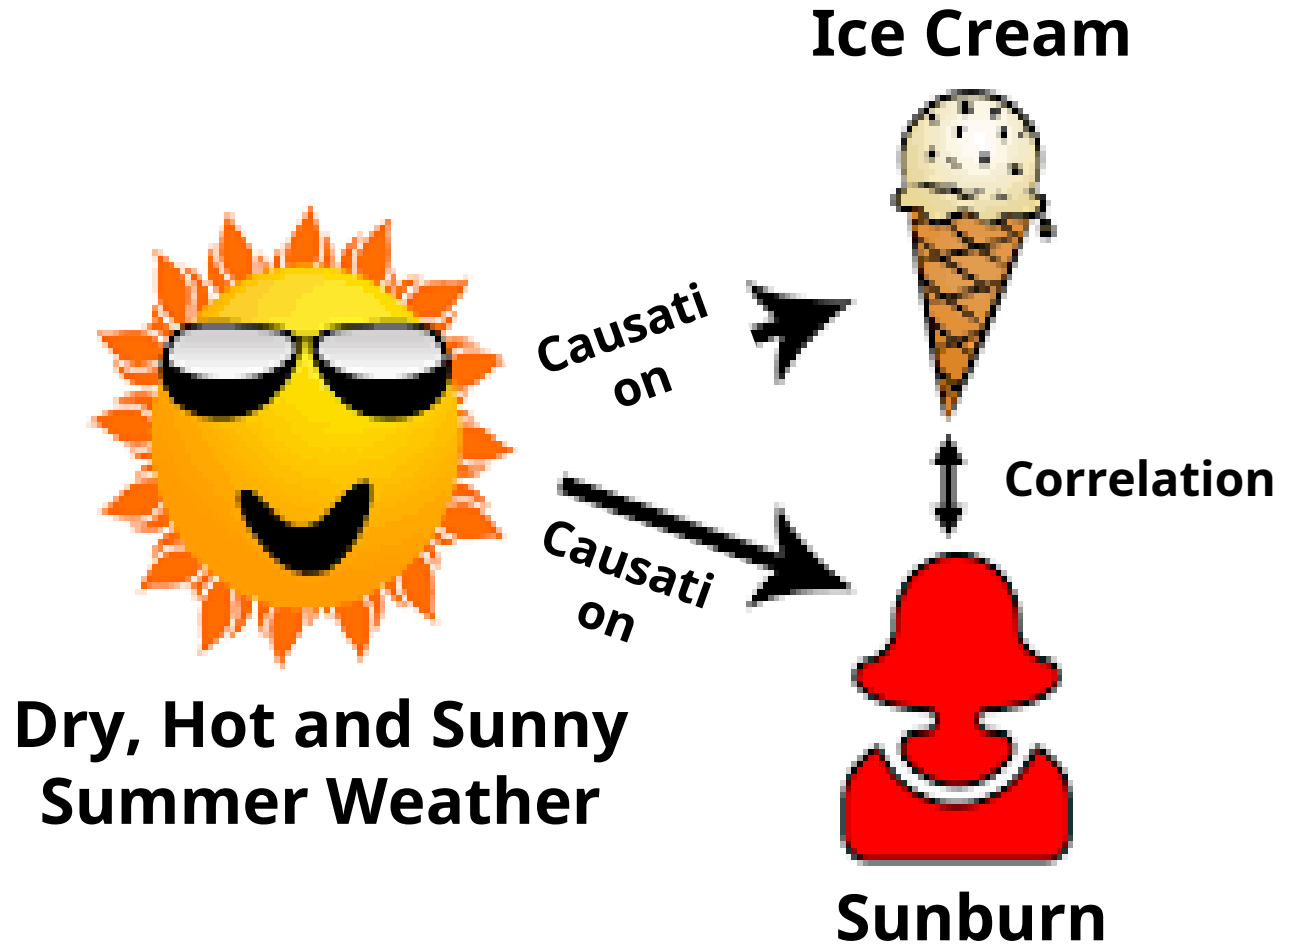 Ice Cream
Causati
on
Correlation
Causati
on
Dry, Hot and Sunny
Summer Weather
Sunburn